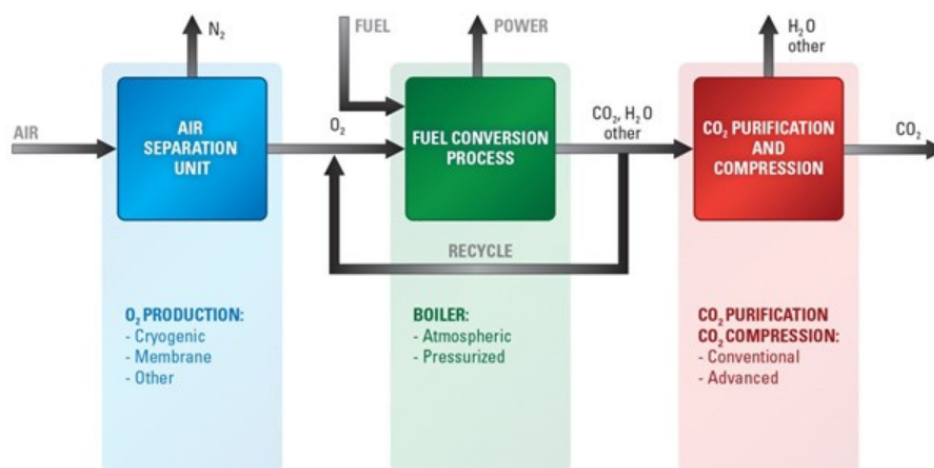 N₂
FUEL
POWER
H₂O
other
AIR
AIR
SEPARATION
UNIT
O₂
FUEL CONVERSION
PROCESS
CO₂, H₂O
other
CO₂ PURIFICATION
AND
COMPRESSION
CO₂
RECYCLE
O₂ PRODUCTION:
- Cryogenic
- Membrane
- Other
BOILER:
- Atmospheric
- Pressurized
CO₂ PURIFICATION
CO₂ COMPRESSION:
- Conventional
- Advanced